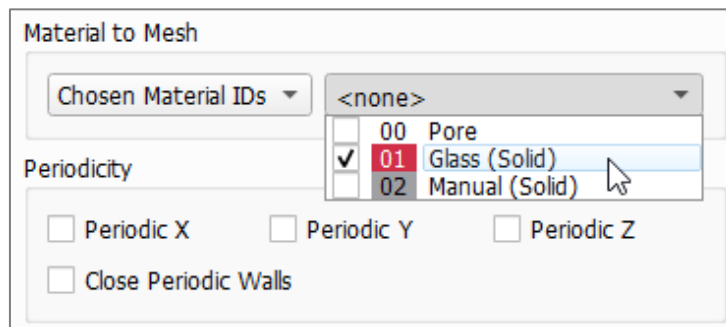 Material to Mesh
Chosen Material IDs <none>
00 Pore
01 Glass (Solid)
02 Manual (Solid)
Periodicity
Periodic X Periodic Y Periodic Z
Close Periodic Walls